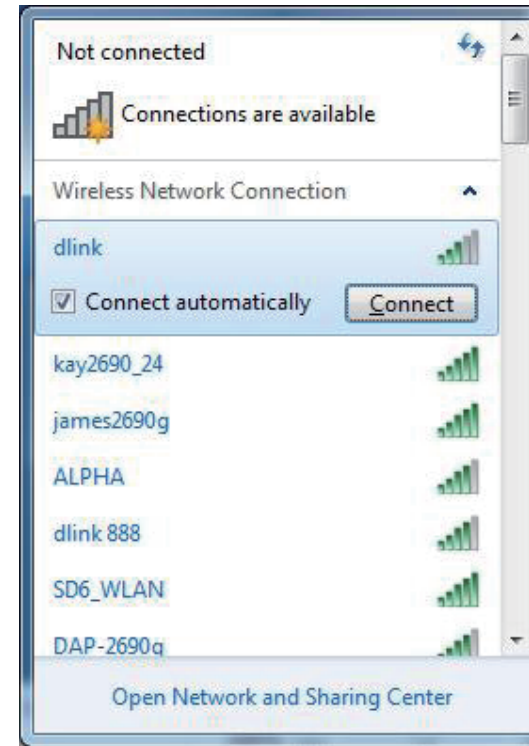 Not connected
Connections are available
Wireless Network Connection
dlink
Connect automatically
Connect
kay2690_24
james2690g
ALPHA
dlink 888
SD6_WLAN
DAP-2690g
Open Network and Sharing Center